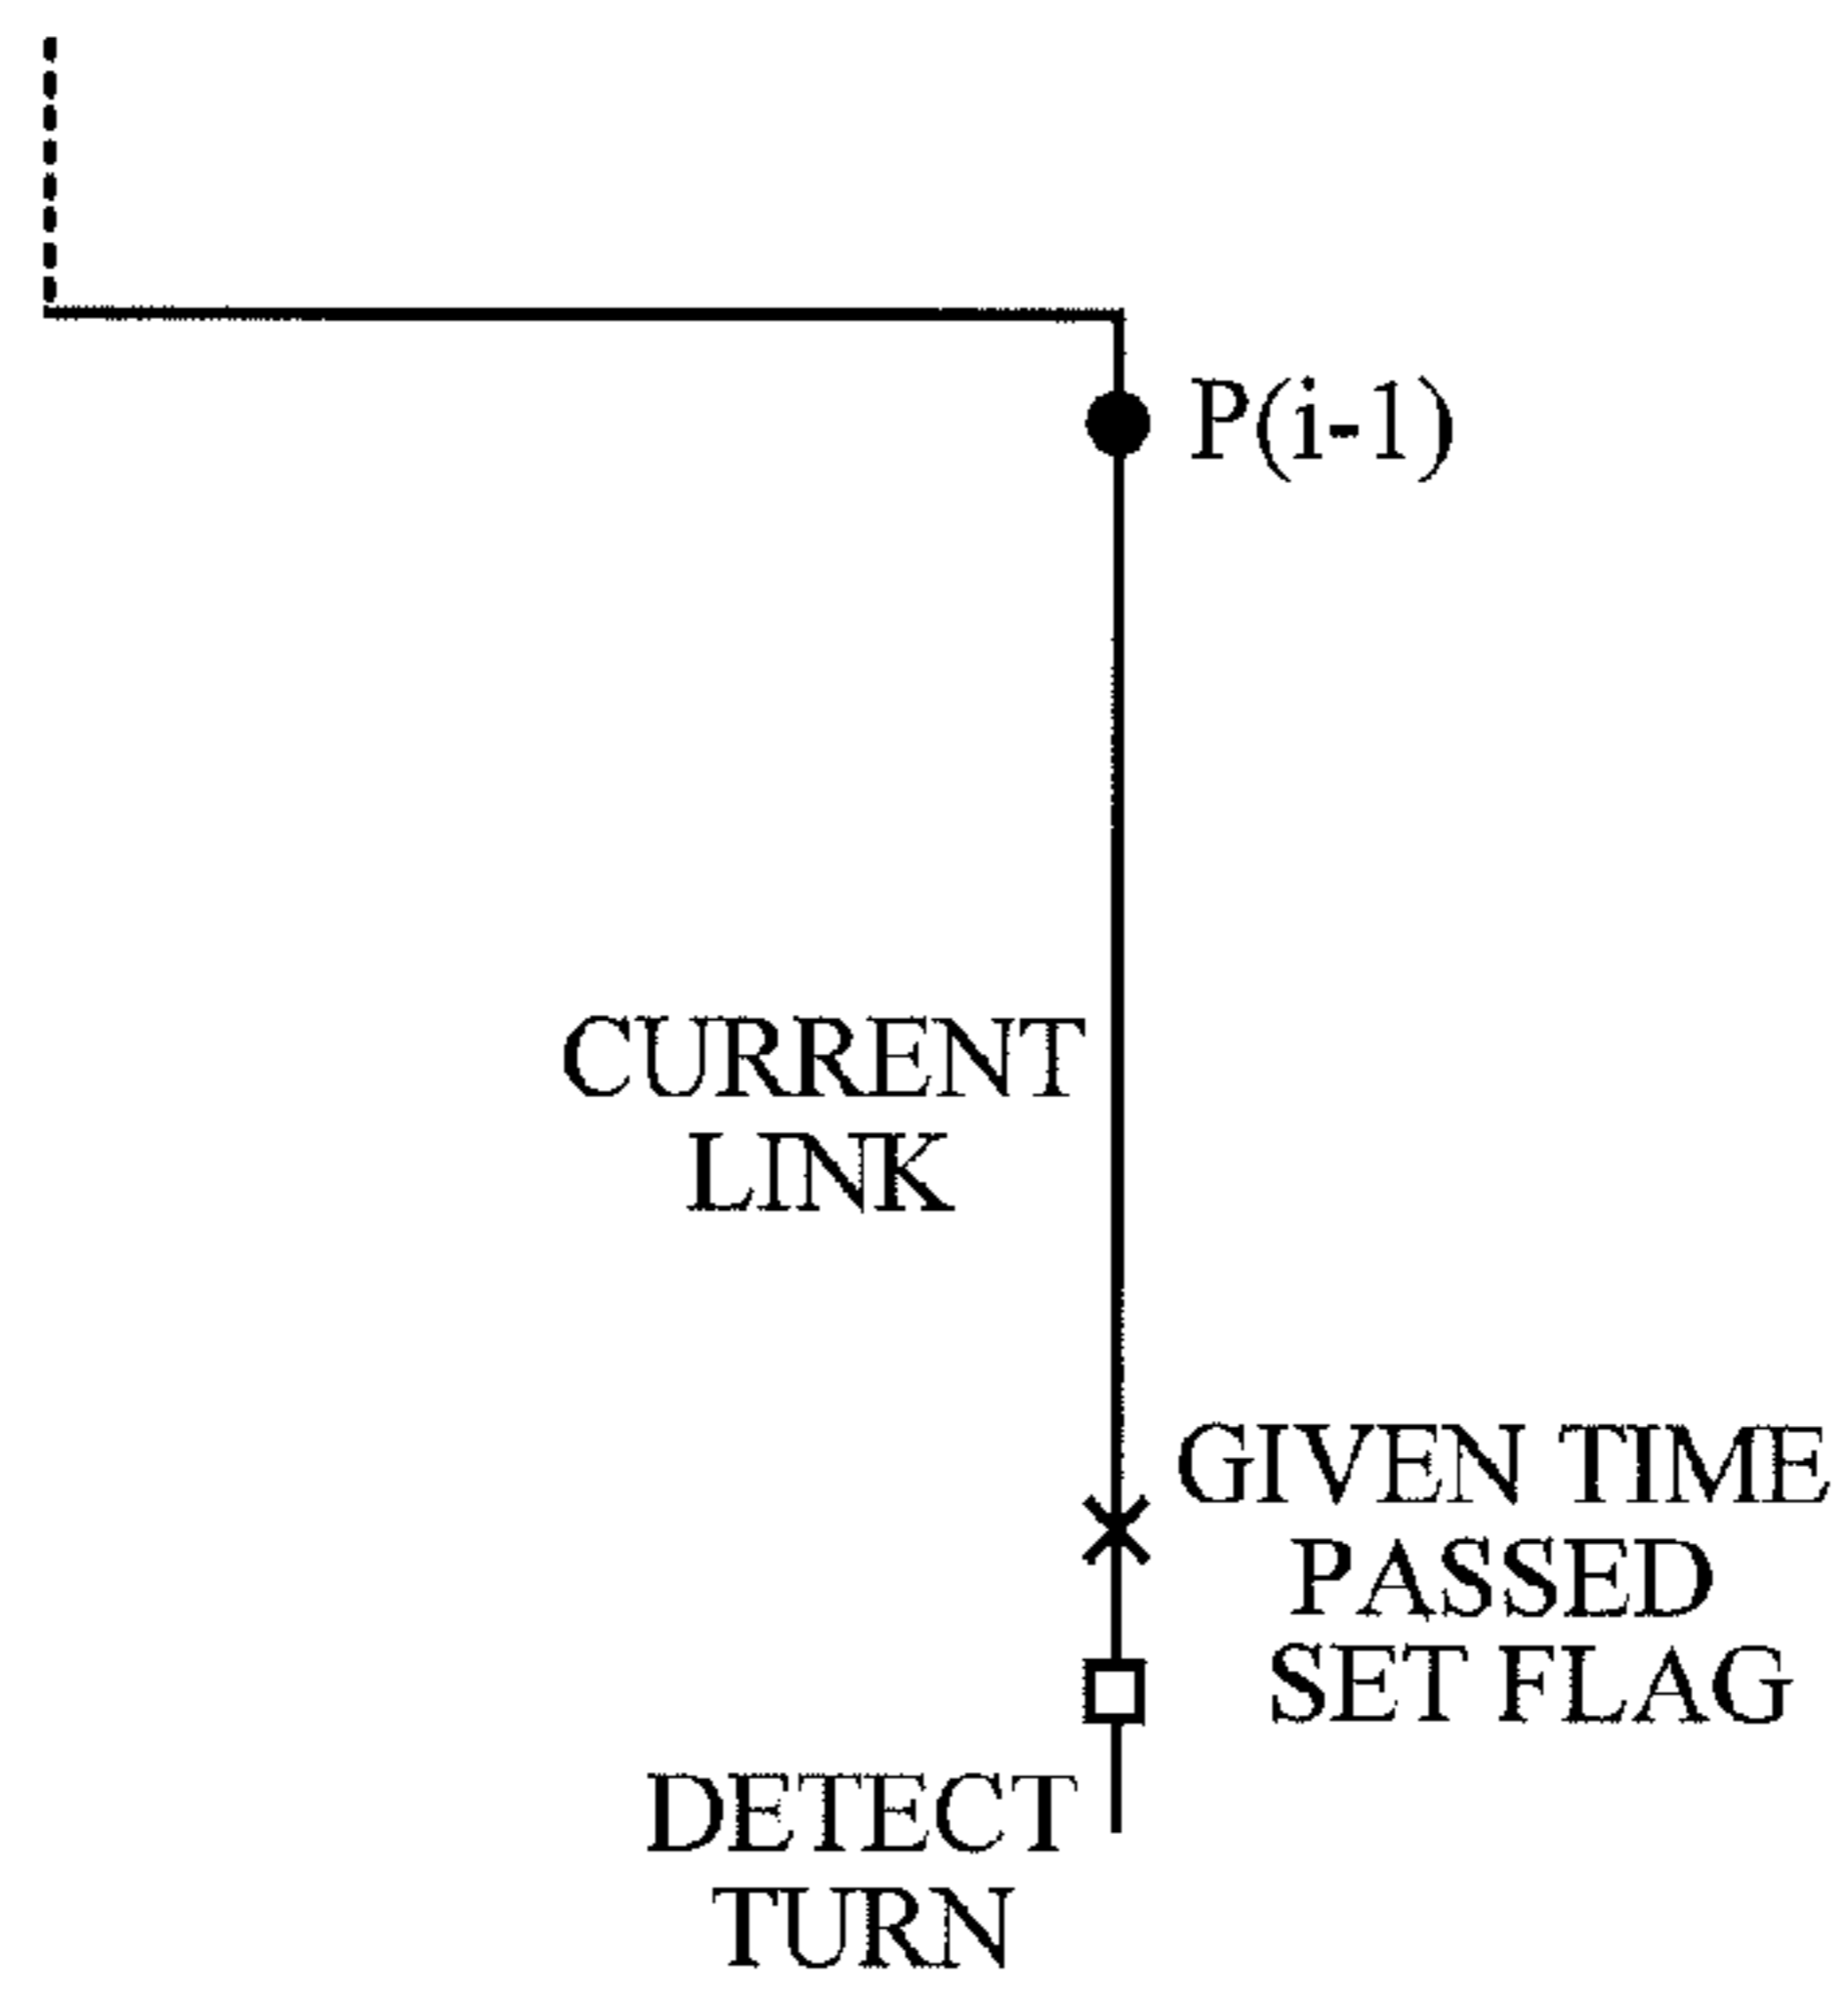 P(i-1)
CURRENT
LINK
GIVEN TIME
PASSED
SET FLAG
DETECT
TURN